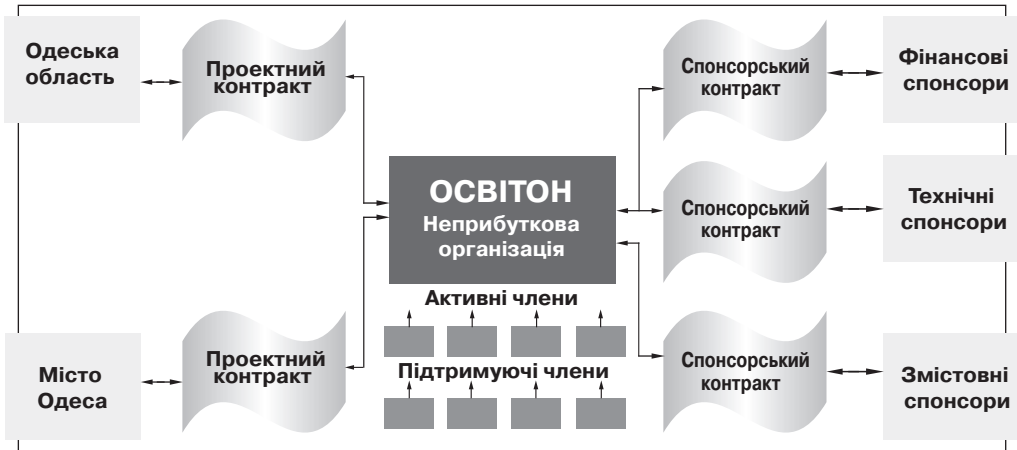 Одеська
область
Проектний
контракт
Спонсорський
контракт
Фінансові
спонсори
ОСВІТОН
Неприбуткова
організація
Спонсорський
контракт
Технічні
спонсори
Активні члени
Місто
Одеса
Проектний
контракт
Підтримуючі члени
Спонсорський
контракт
Змістовні
спонсори